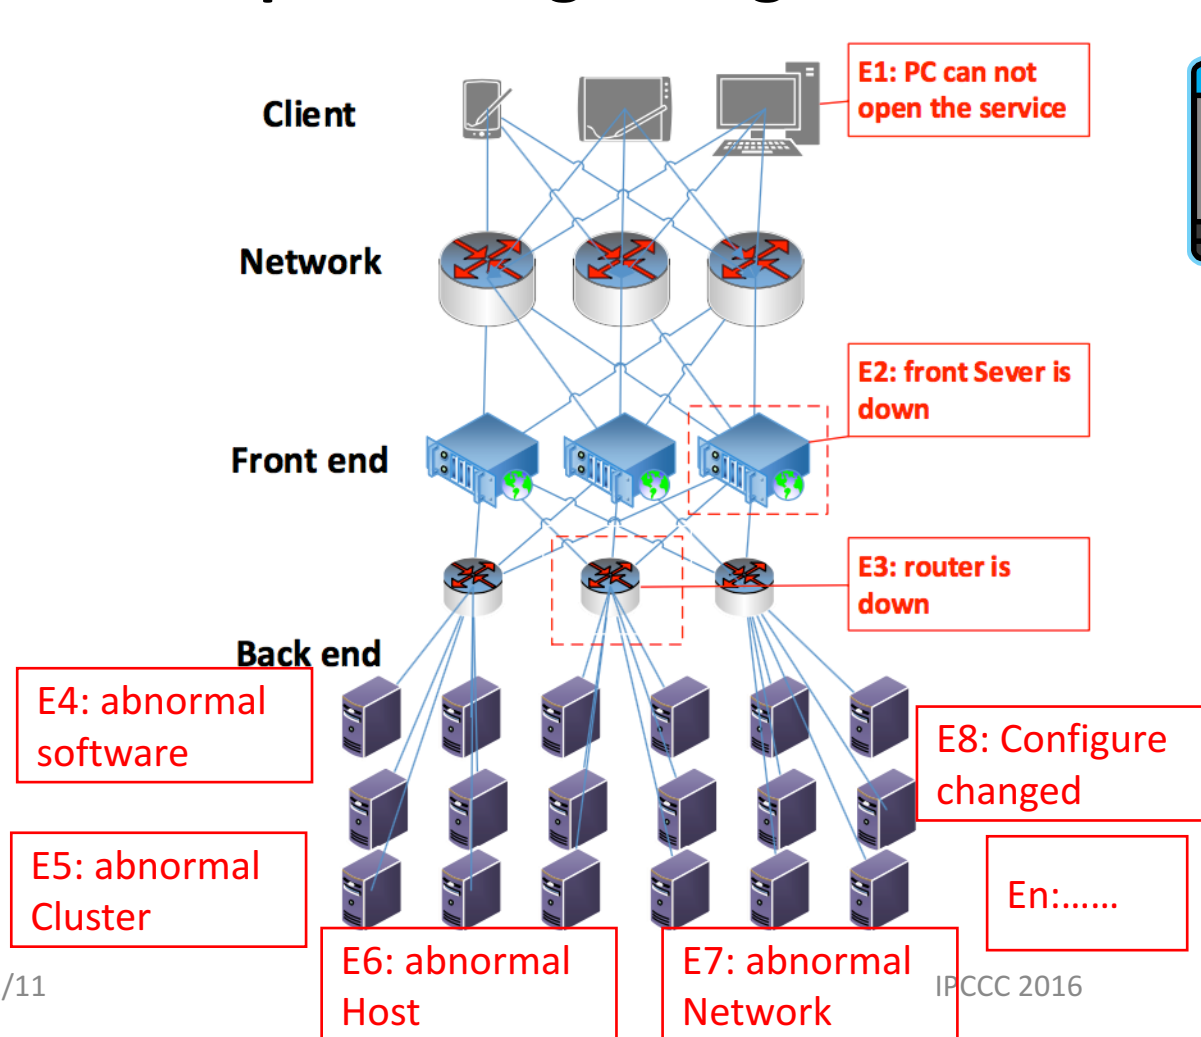 Client
E1: PC can not
open the service
Network
E2: front Sever is
down
Front end
E3: router is
down
Back end
E4: abnormal
software
E8: Configure
changed
E5: abnormal
Cluster
En:......
E6: abnormal
Host
E7: abnormal
Network
/11
IPCCC 2016